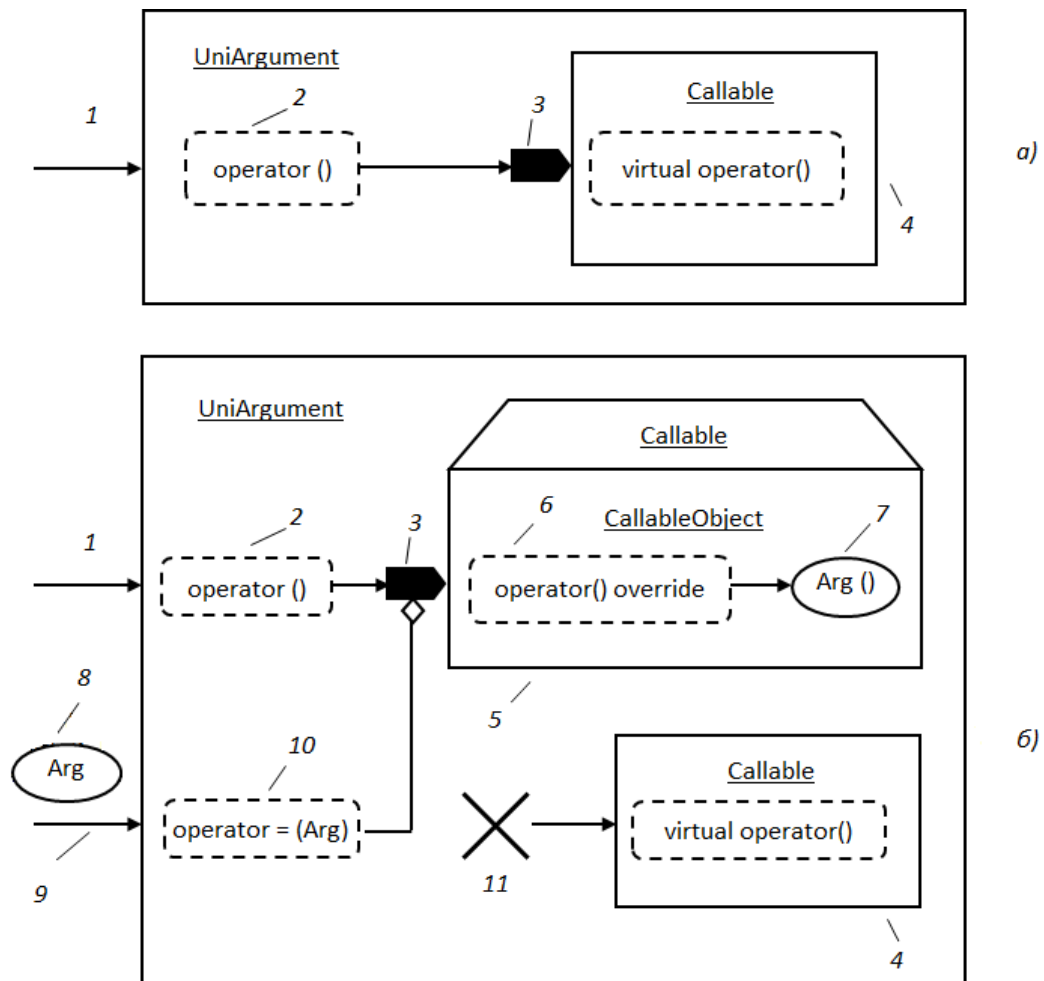 UniArgument
2
Callable
1
3
operator ()
virtual operator()
а)
4
UniArgument
Callable
2
3
6
7
1
CallableObject
operator ()
operator() override
Arg ()
8
5
б)
Arg
10
Callable
operator = (Arg)
virtual operator()
9
11
4